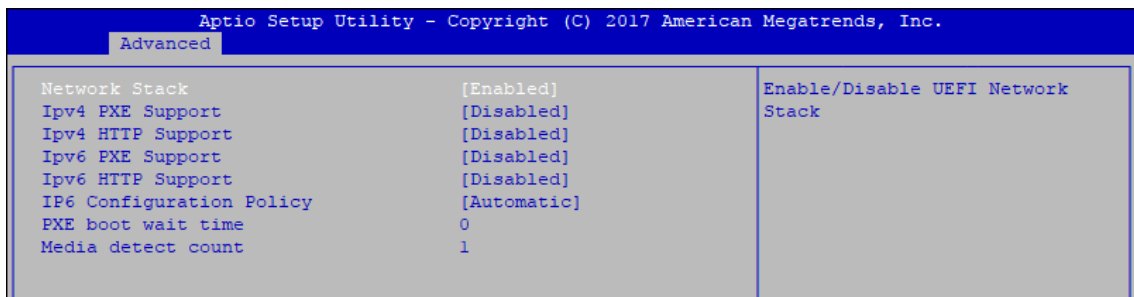 Aptio Setup Utility - Copyright (C) 2017 American Megatrends, Inc.
Advanced
Network Stack [Enabled]
Ipv4 PXE Support [Disabled]
Ipv4 HTTP Support [Disabled]
Ipv6 PXE Support [Disabled]
Ipv6 HTTP Support [Disabled]
IP6 Configuration Policy [Automatic]
PXE boot wait time 0
Media detect count 1
Enable/Disable UEFI Network
Stack